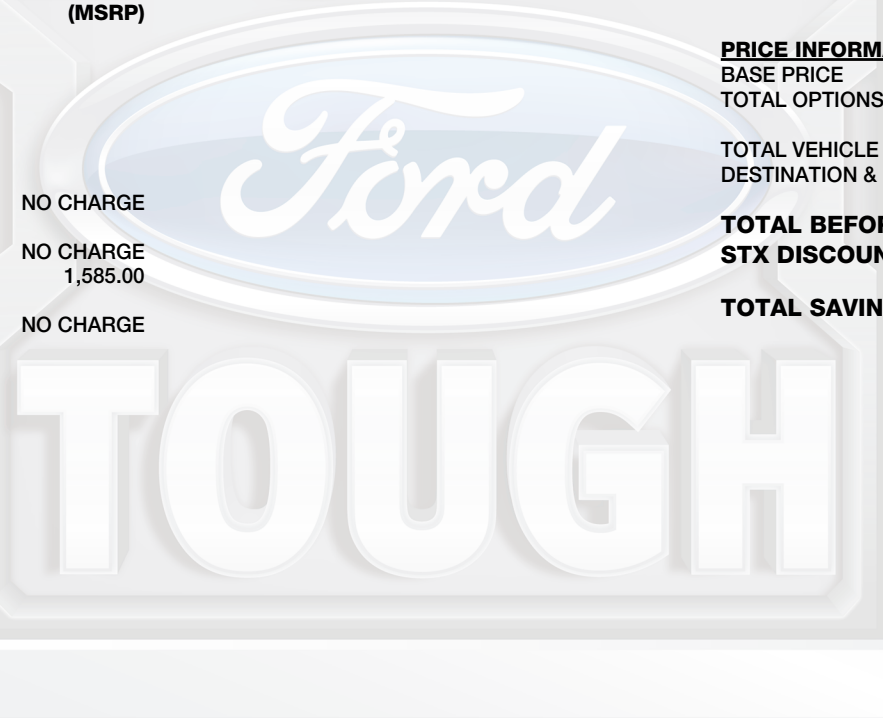 (MSRP)
NO CHARGE
NO CHARGE
1,585.00
NO CHARGE
PRICE INFORMA
BASE PRICE
TOTAL OPTIONS
TOTAL VEHICLE
DESTINATION &
TOTAL BEFOR
STX DISCOUN
TOTAL SAVIN
Ford
TOUGH